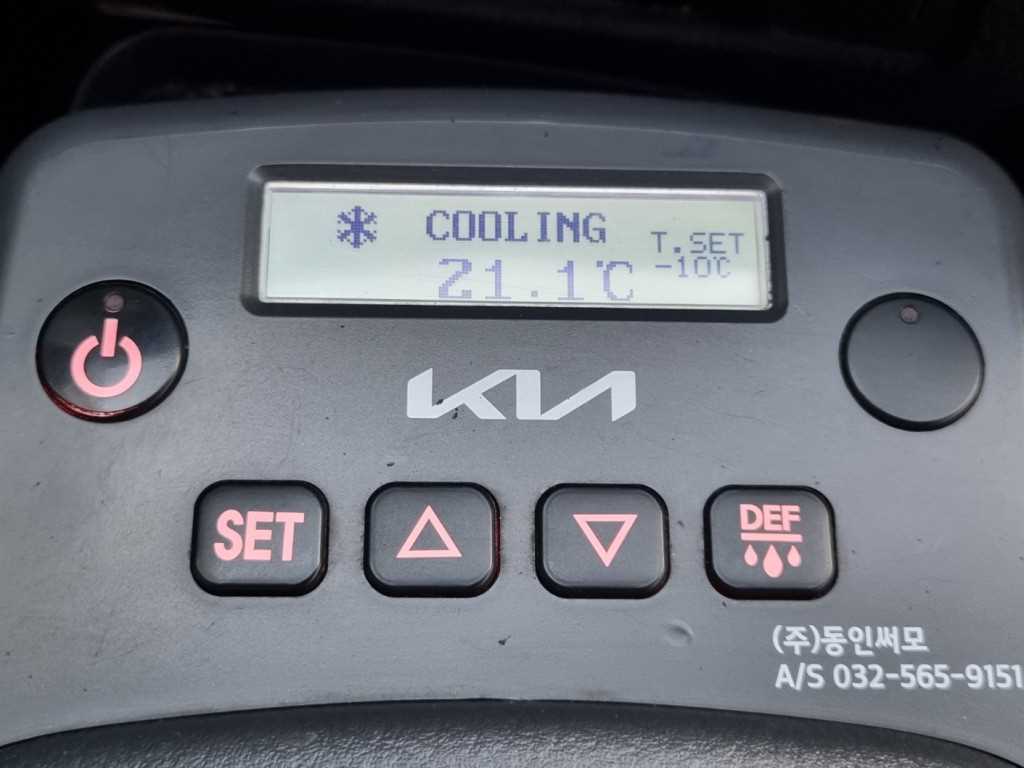 COOLING
T.SET
21.1℃
-10℃
KIA
SET
DEF
(주)동인써모
A/S 032-565-9151